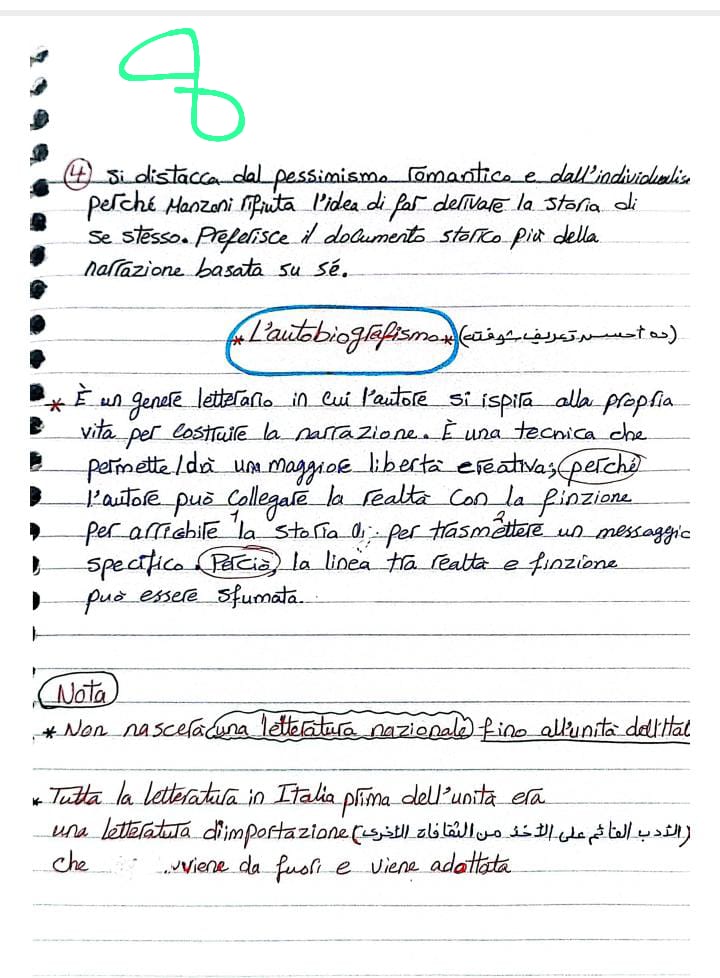 8
④ si distacca dal pessimismo romantico e dall'individualis
perché Manzoni rifiuta l'idea di far derivare la storia di
se stesso. Preferisce il documento storico più della
narrazione basata su sé.
* L'autobiografismo * (ده احسن تعريف شوفته)
* È un genere letterario in cui l'autore si ispira alla propria
vita per costruire la narrazione. È una tecnica che
permette/dà una maggiore libertà creativa; perché
l'autore può collegare la realtà con la finzione
per arrichire 1 la storia o per trasmettere 2 un messaggio
specifico. Perciò, la linea tra realtà e finzione
può essere sfumata.
Nota
* Non nascerà una letteratura nazionale fino all'unità dell'Ital
* Tutta la letteratura in Italia prima dell'unità era
una letteratura d'importazione (الأدب القائم على الأخذ من الثقافات الأخرى)
che viene da fuori e viene adottata